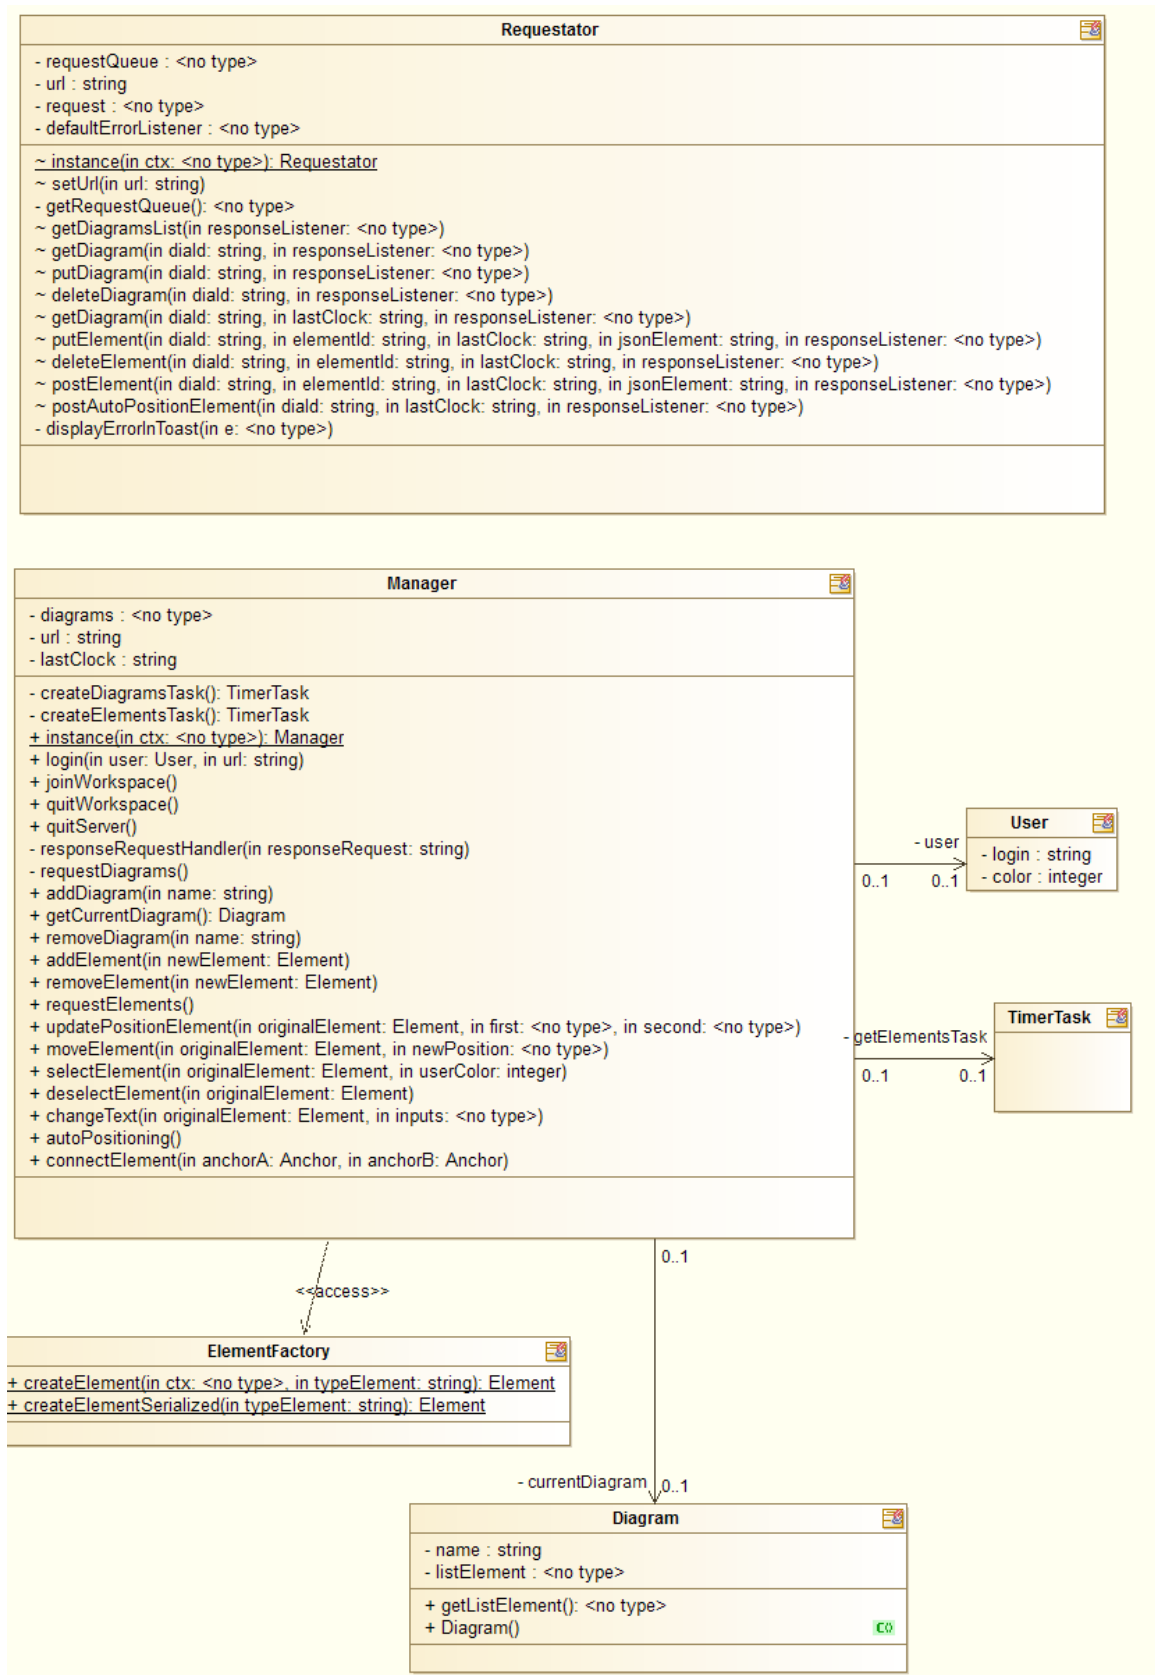 Requestator
- requestQueue : <no type>
- url : string
- request : <no type>
- defaultErrorListener : <no type>
~ instance(in ctx: <no type>): Requestator
~ setUrl(in url: string)
- getRequestQueue(): <no type>
~ getDiagramsList(in responseListener: <no type>)
~ getDiagram(in diaId: string, in responseListener: <no type>)
~ putDiagram(in diaId: string, in responseListener: <no type>)
~ deleteDiagram(in diaId: string, in responseListener: <no type>)
~ getDiagram(in diaId: string, in lastClock: string, in responseListener: <no type>)
~ putElement(in diaId: string, in elementId: string, in lastClock: string, in jsonElement: string, in responseListener: <no type>)
~ deleteElement(in diaId: string, in elementId: string, in lastClock: string, in responseListener: <no type>)
~ postElement(in diaId: string, in elementId: string, in lastClock: string, in jsonElement: string, in responseListener: <no type>)
~ postAutoPositionElement(in diaId: string, in lastClock: string, in responseListener: <no type>)
- displayErrorInToast(in e: <no type>)
Manager
- diagrams : <no type>
- url : string
- lastClock : string
- createDiagramsTask(): TimerTask
- createElementsTask(): TimerTask
+ instance(in ctx: <no type>): Manager
+ login(in user: User, in url: string)
+ joinWorkspace()
+ quitWorkspace()
+ quitServer()
- responseRequestHandler(in responseRequest: string)
- requestDiagrams()
+ addDiagram(in name: string)
+ getCurrentDiagram(): Diagram
+ removeDiagram(in name: string)
+ addElement(in newElement: Element)
+ removeElement(in newElement: Element)
+ requestElements()
+ updatePositionElement(in originalElement: Element, in first: <no type>, in second: <no type>)
+ moveElement(in originalElement: Element, in newPosition: <no type>)
+ selectElement(in originalElement: Element, in userColor: integer)
+ deselectElement(in originalElement: Element)
+ changeText(in originalElement: Element, in inputs: <no type>)
+ autoPositioning()
+ connectElement(in anchorA: Anchor, in anchorB: Anchor)
- user
0..1 0..1
User
- login : string
- color : integer
- getElementsTask
0..1 0..1
TimerTask
0..1
<<access>>
ElementFactory
+ createElement(in ctx: <no type>, in typeElement: string): Element
+ createElementSerialized(in typeElement: string): Element
- currentDiagram 0..1
Diagram
- name : string
- listElement : <no type>
+ getListElement(): <no type>
+ Diagram() C()